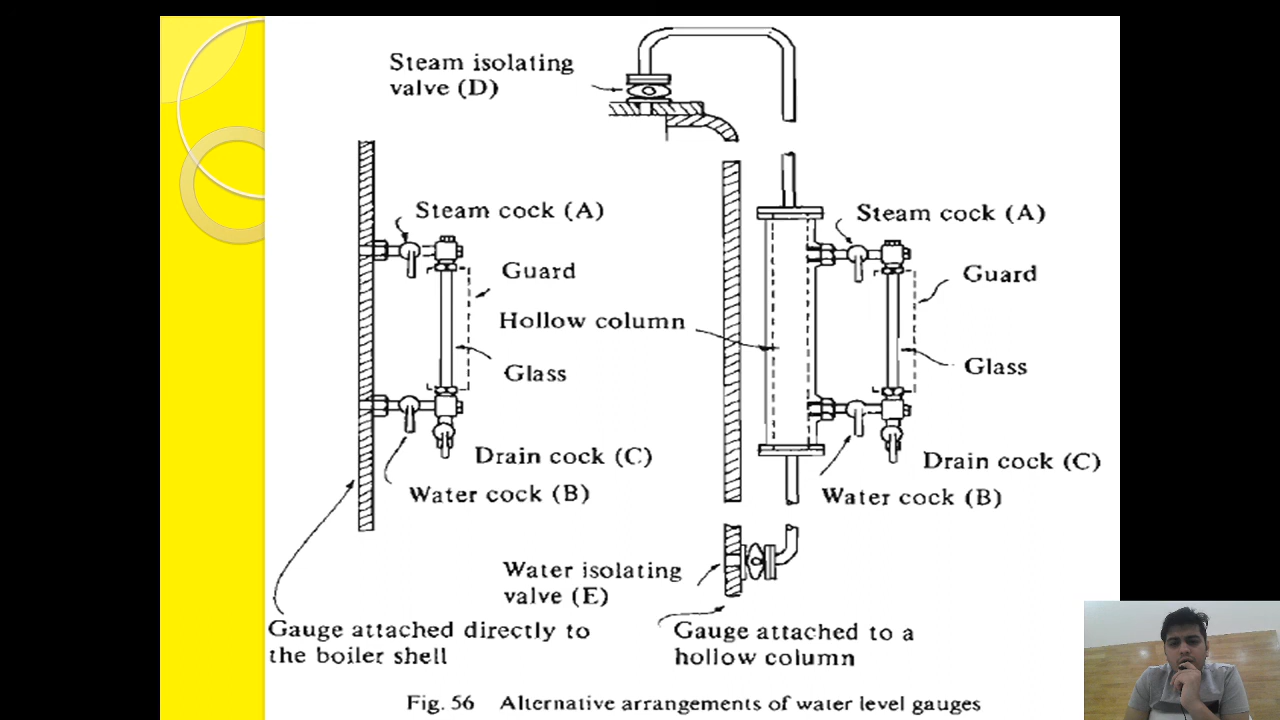 Steam isolating
valve (D)
Steam cock (A)
Guard
Hollow column
Glass
Drain cock (C)
Water cock (B)
Steam cock (A)
Guard
Glass
Drain cock (C)
Water cock (B)
Water isolating
valve (E)
Gauge attached directly to
the boiler shell
Gauge attached to a
hollow column
Fig. 56 Alternative arrangements of water level gauges